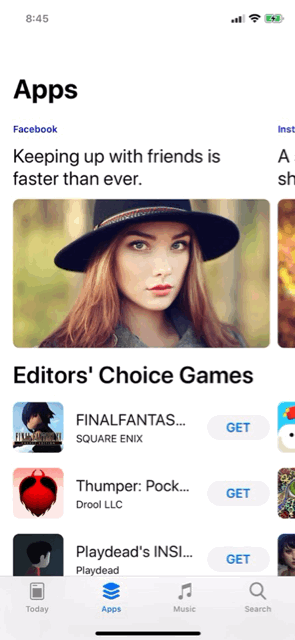 8:45
Apps
Facebook
Inst
Keeping up with friends is
A
faster than ever.
sh
Editors' Choice Games
FINALFANTAS...
SQUARE ENIX
GET
Thumper: Pock...
Drool LLC
GET
Playdead's INSI...
Playdead
GET
Today
Apps
Music
Search